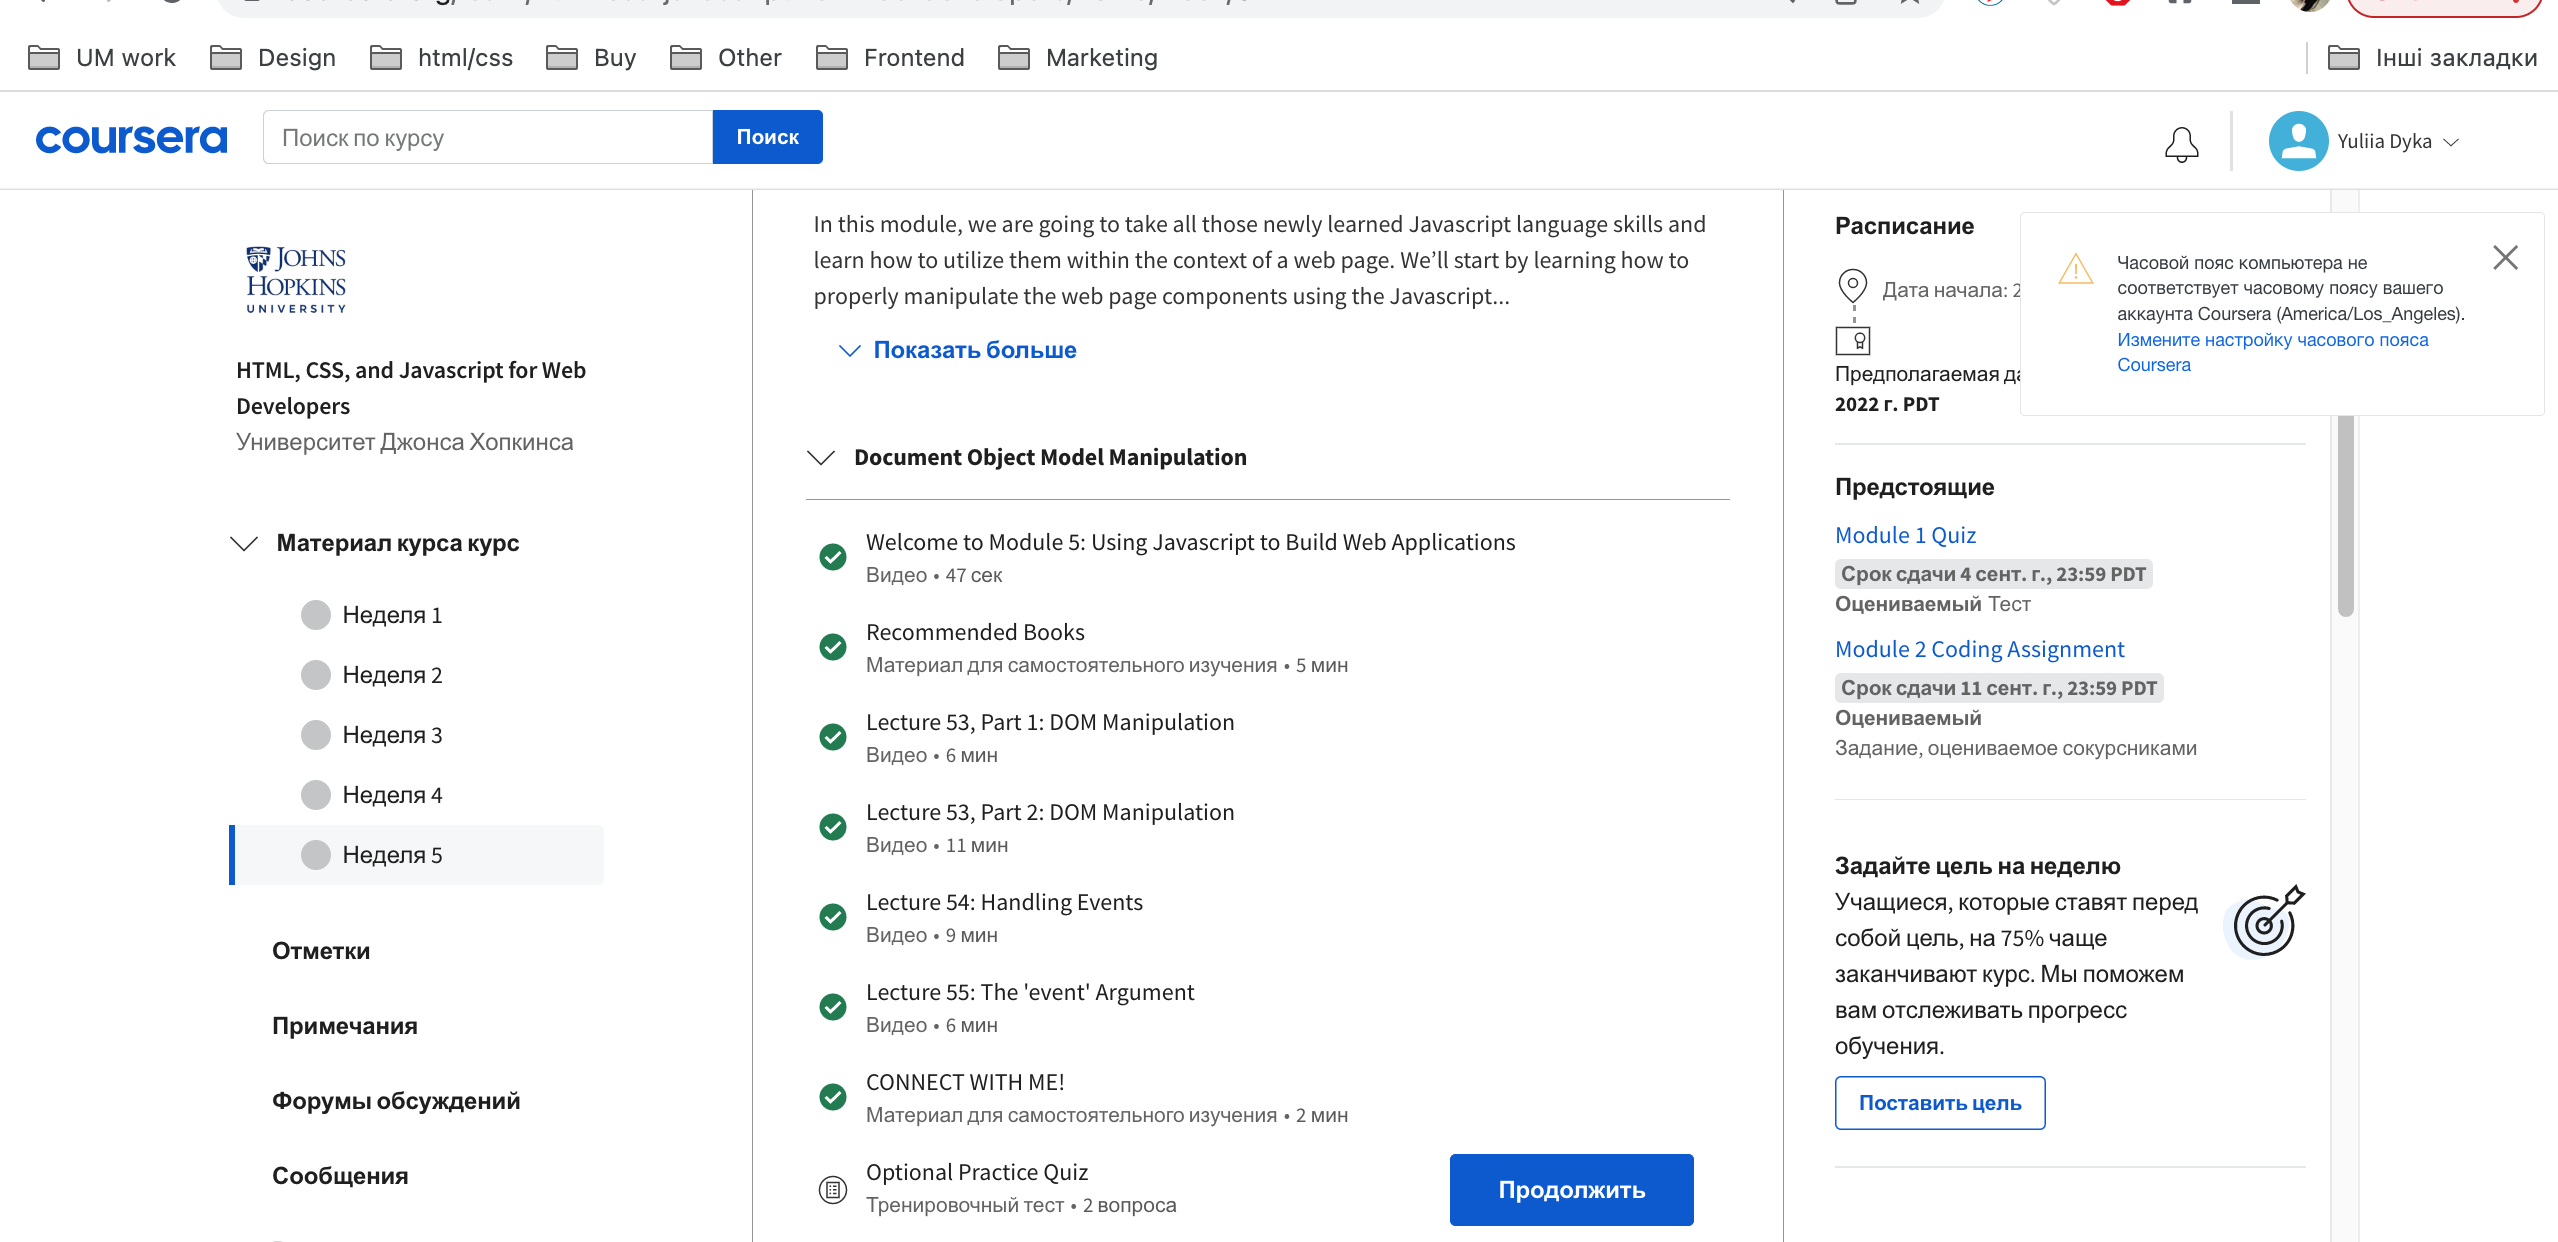 UM work
Design
html/css
Buy
Other
Frontend
Marketing
Інші закладки
coursera
Поиск по курсу
Поиск
Yuliia Dyka
JOHNS
HOPKINS
UNIVERSITY
HTML, CSS, and Javascript for Web
Developers
Университет Джонса Хопкинса
Материал курса курс
Неделя 1
Неделя 2
Неделя 3
Неделя 4
Неделя 5
Отметки
Примечания
Форумы обсуждений
Сообщения
In this module, we are going to take all those newly learned Javascript language skills and
learn how to utilize them within the context of a web page. We’ll start by learning how to
properly manipulate the web page components using the Javascript...
Показать больше
Document Object Model Manipulation
Welcome to Module 5: Using Javascript to Build Web Applications
Видео • 47 сек
Recommended Books
Материал для самостоятельного изучения • 5 мин
Lecture 53, Part 1: DOM Manipulation
Видео • 6 мин
Lecture 53, Part 2: DOM Manipulation
Видео • 11 мин
Lecture 54: Handling Events
Видео • 9 мин
Lecture 55: The 'event' Argument
Видео • 6 мин
CONNECT WITH ME!
Материал для самостоятельного изучения • 2 мин
Optional Practice Quiz
Тренировочный тест • 2 вопроса
Продолжить
Расписание
Дата начала: 2
Предполагаемая
2022 г. PDT
Часовой пояс компьютера не
соответствует часовому поясу вашего
аккаунта Coursera (America/Los_Angeles).
Измените настройку часового пояса
Coursera
Предстоящие
Module 1 Quiz
Срок сдачи 4 сент. г., 23:59 PDT
Оцениваемый Тест
Module 2 Coding Assignment
Срок сдачи 11 сент. г., 23:59 PDT
Оцениваемый
Задание, оцениваемое сокурсниками
Задайте цель на неделю
Учащиеся, которые ставят перед
собой цель, на 75% чаще
заканчивают курс. Мы поможем
вам отслеживать прогресс
обучения.
Поставить цель